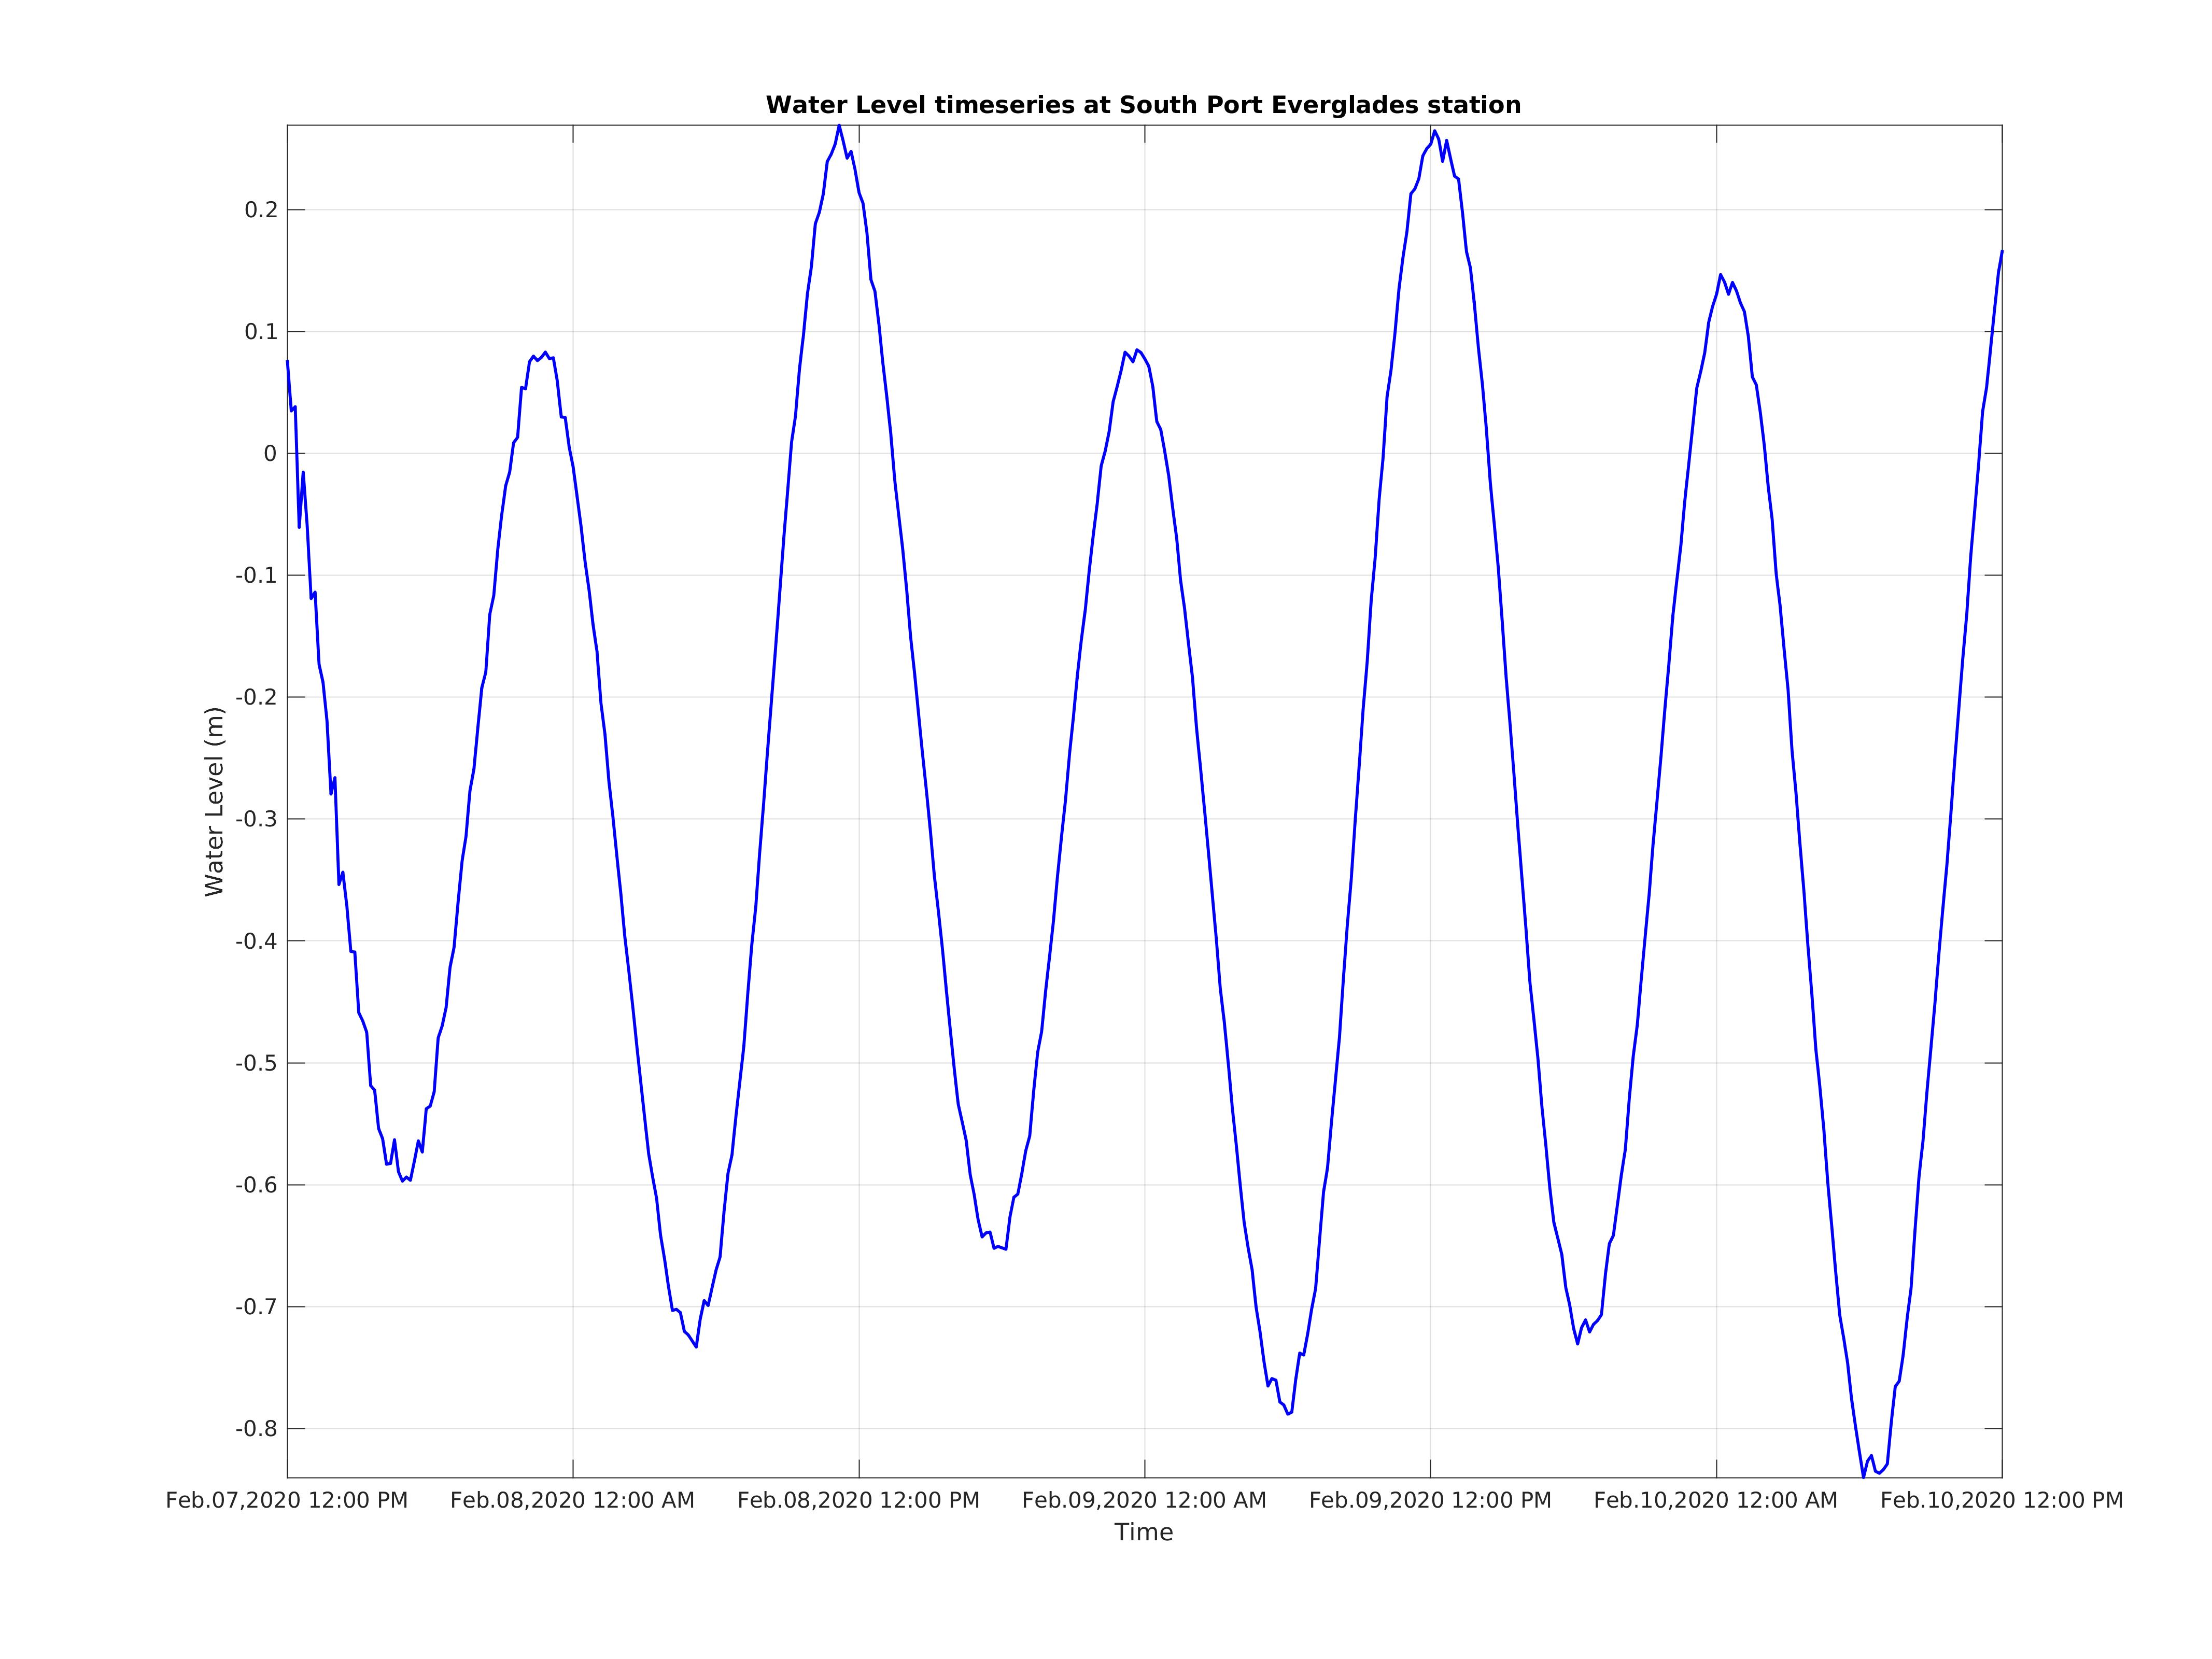 Water Level timeseries at South Port Everglades station
Water Level (m)
0.2
0.1
0
-0.1
-0.2
-0.3
-0.4
-0.5
-0.6
-0.7
-0.8
Feb.07,2020 12:00 PM Feb.08,2020 12:00 AM Feb.08,2020 12:00 PM Feb.09,2020 12:00 AM Feb.09,2020 12:00 PM Feb.10,2020 12:00 AM Feb.10,2020 12:00 PM
Time